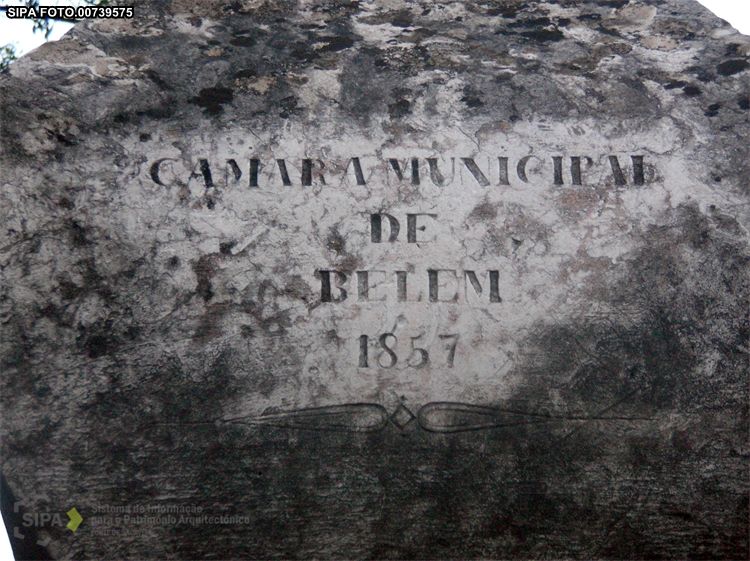 SIPA FOTO.00739575
CAMARA MUNICIPAL
DE
BELEM
1857
SIPA
Sistema de Informação
para o Património Arquitectónico